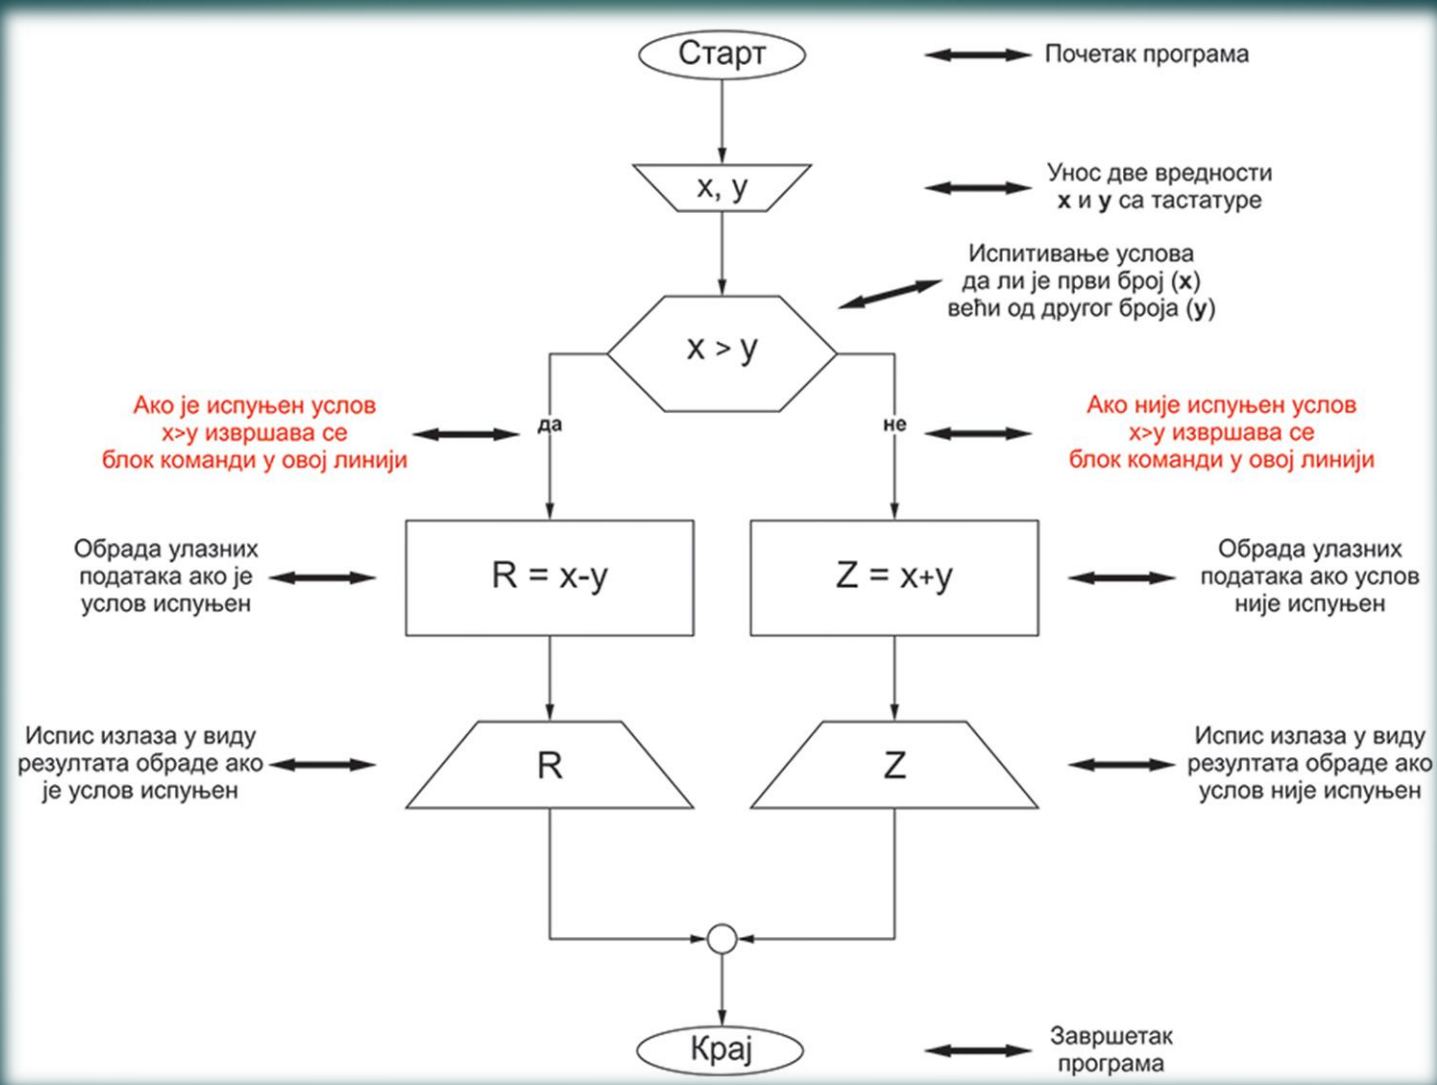 Старт
Почетак програма
x, y
Унос две вредности
x и y са тастатуре
Испитивање услова
да ли је први број (x)
већи од другог броја (y)
x > y
Ако је испуњен услов
x>y извршава се
блок команди у овој линији
да
не
Ако није испуњен услов
x>y извршава се
блок команди у овој линији
Обрада улазних
података ако је
услов испуњен
R = x-y
Z = x+y
Обрада улазних
података ако услов
није испуњен
Испис излаза у виду
резултата обраде ако
је услов испуњен
R
Z
Испис излаза у виду
резултата обраде ако
услов није испуњен
Крај
Завршетак
програма